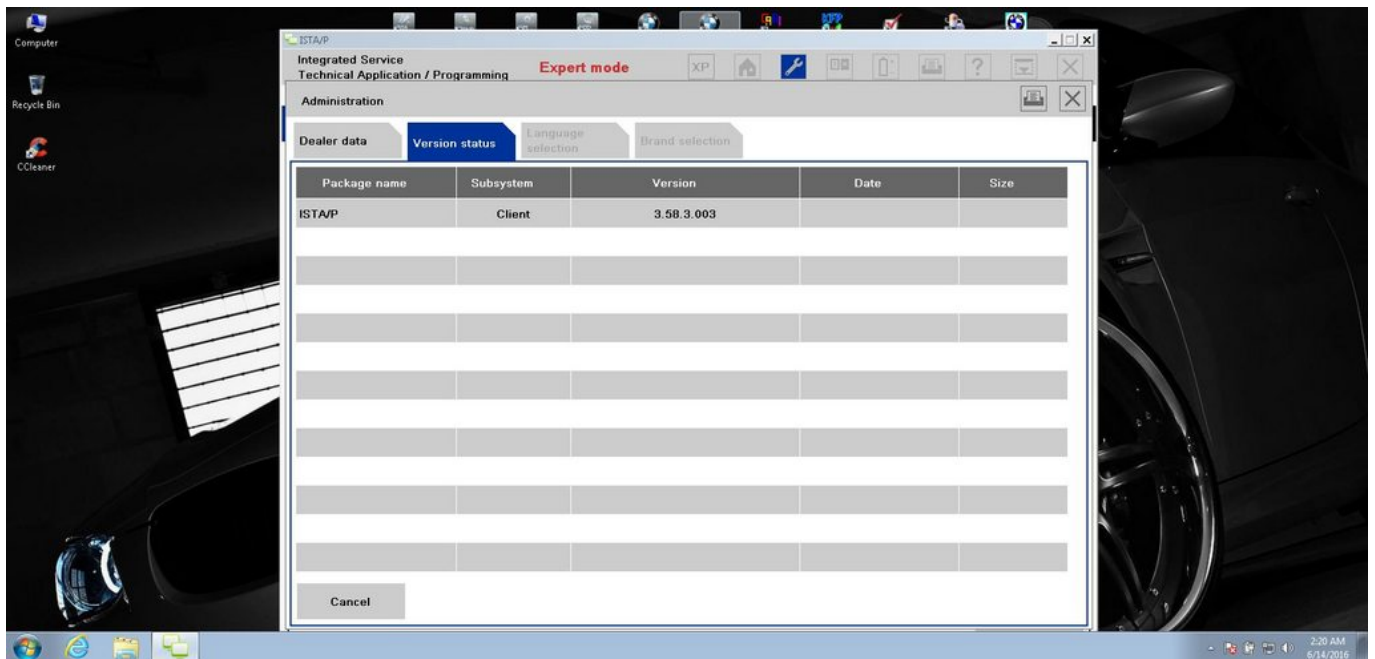 Computer
Recycle Bin
CCleaner
ISTA/P
Integrated Service
Technical Application / Programming
Expert mode
XP
?
Administration
Dealer data
Version status
Language
selection
Brand selection
Package name Subsystem Version Date Size
ISTA/P Client 3.58.3.003
Cancel
2:20 AM
6/14/2016